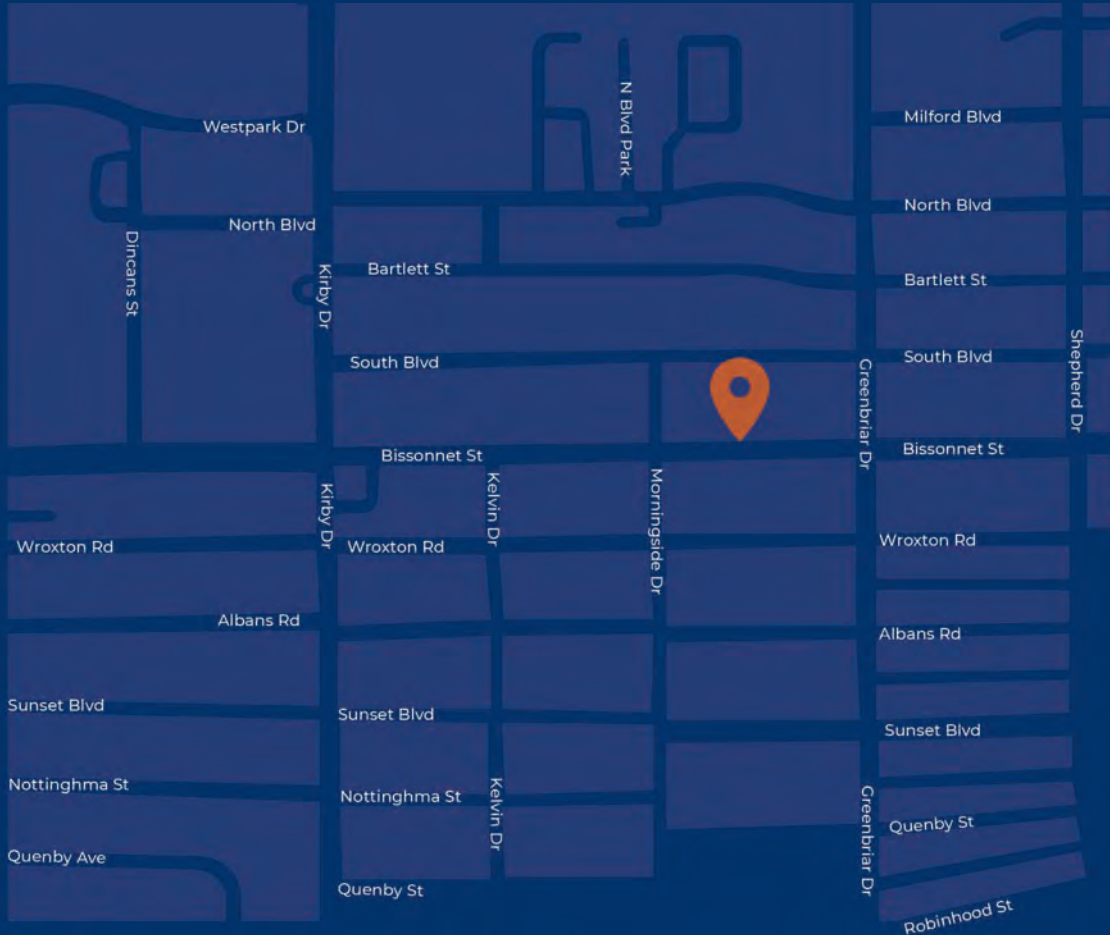 N Blvd Park
Milford Blvd
Westpark Dr
North Blvd
North Blvd
Dincans St
Kirby Dr
Bartlett St
Bartlett St
South Blvd
South Blvd
Shepherd Dr
Greenbriar Dr
Bissonnet St
Bissonnet St
Kirby Dr
Kelvin Dr
Morningside Dr
Wroxton Rd
Wroxton Rd
Wroxton Rd
Albans Rd
Albans Rd
Sunset Blvd
Sunset Blvd
Sunset Blvd
Nottinghma St
Nottinghma St
Kelvin Dr
Greenbriar Dr
Quenby St
Quenby Ave
Quenby St
Robinhood St